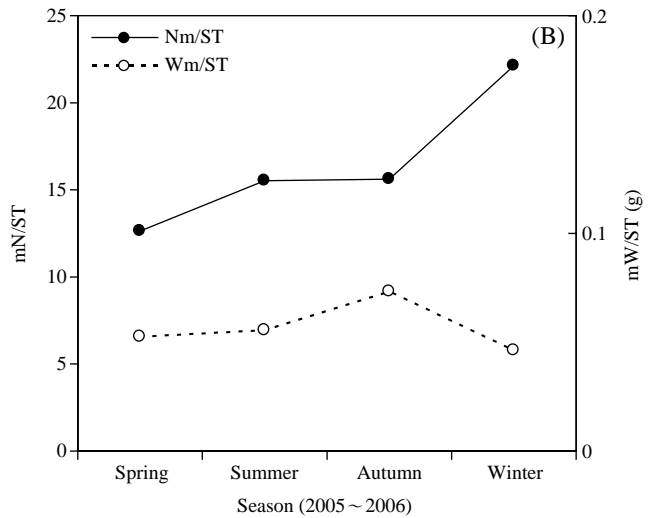 25
20
15
10
5
0
mN/ST
Nm/ST
Wm/ST
(B)
0.2
0.1
0
mW/ST (g)
Spring Summer Autumn Winter
Season (2005～2006)